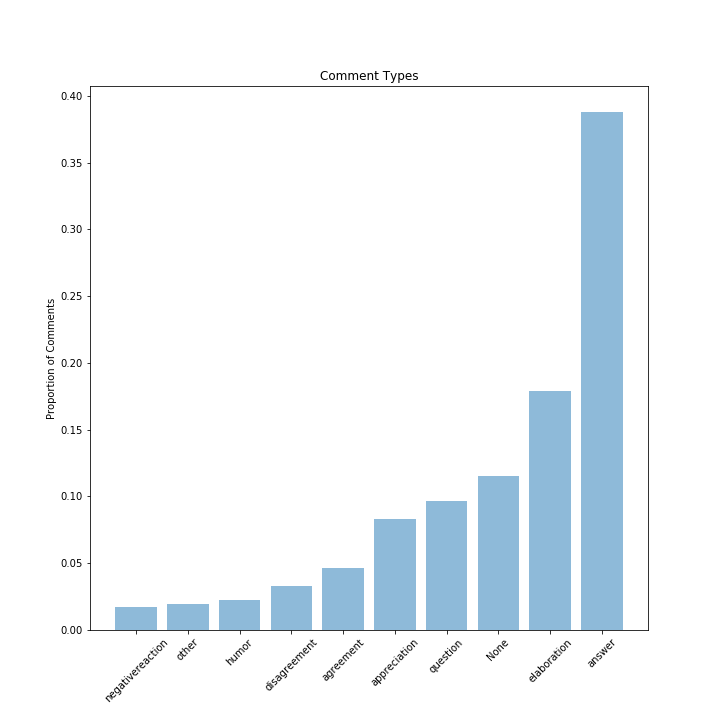 Comment Types
Proportion of Comments
0.40
0.35
0.30
0.25
0.20
0.15
0.10
0.05
0.00
negativereaction
other
humor
disagreement
agreement
appreciation
question
None
elaboration
answer